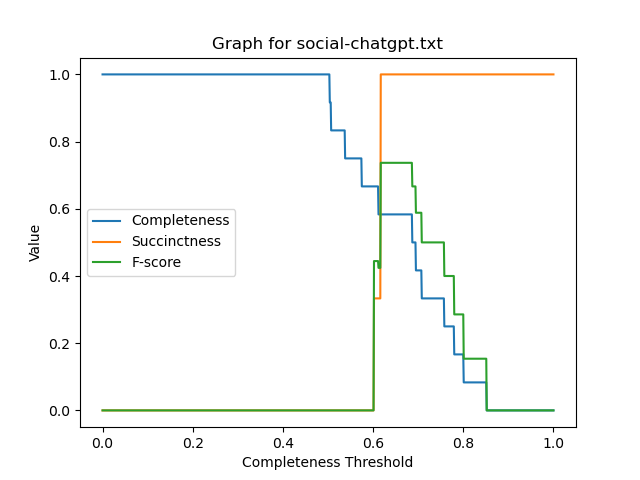 Graph for social-chatgpt.txt
1.0
0.8
0.6
0.4
0.2
0.0
Value
Completeness
Succinctness
F-score
0.0 0.2 0.4 0.6 0.8 1.0
Completeness Threshold